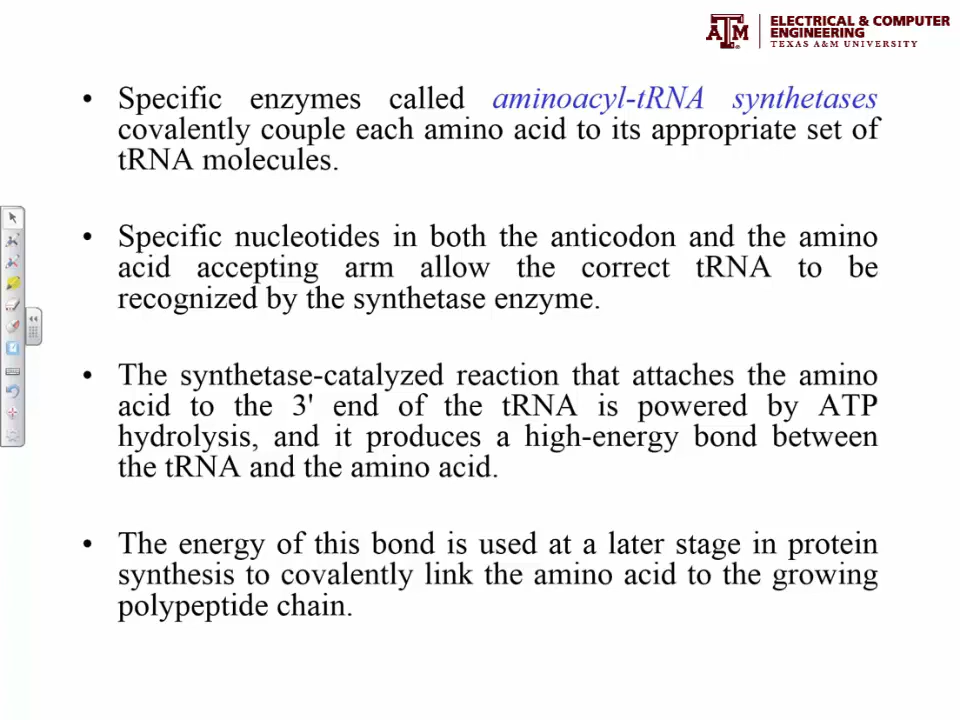 ELECTRICAL & COMPUTER
ENGINEERING
TEXAS A&M UNIVERSITY
• Specific enzymes called aminoacyl-tRNA synthetases
covalently couple each amino acid to its appropriate set of
tRNA molecules.
• Specific nucleotides in both the anticodon and the amino
acid accepting arm allow the correct tRNA to be
recognized by the synthetase enzyme.
• The synthetase-catalyzed reaction that attaches the amino
acid to the 3' end of the tRNA is powered by ATP
hydrolysis, and it produces a high-energy bond between
the tRNA and the amino acid.
• The energy of this bond is used at a later stage in protein
synthesis to covalently link the amino acid to the growing
polypeptide chain.